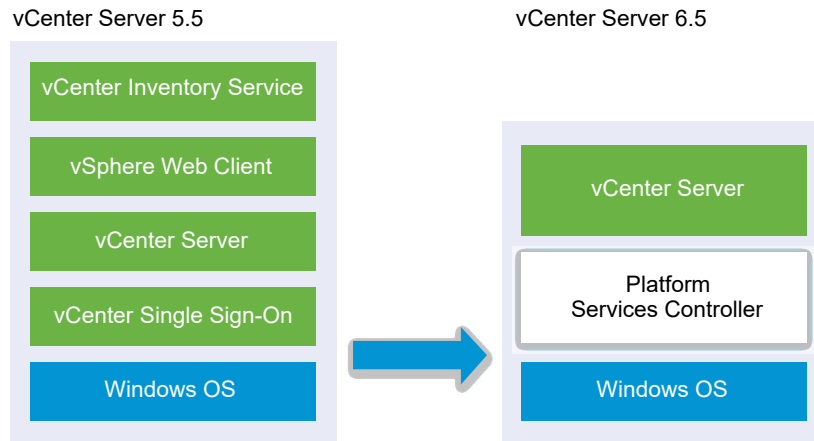 vCenter Server 5.5
vCenter Inventory Service
vSphere Web Client
vCenter Server
vCenter Single Sign-On
Windows OS
vCenter Server 6.5
vCenter Server
Platform
Services Controller
Windows OS